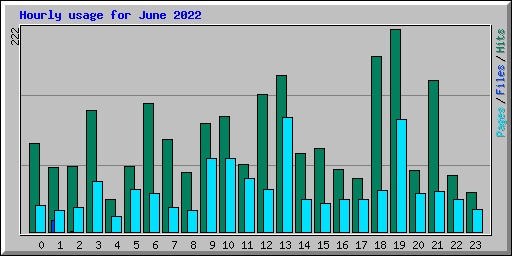 Hourly usage for June 2022
222
Pages / Files / Hits
0 1 2 3 4 5 6 7 8 9 10 11 12 13 14 15 16 17 18 19 20 21 22 23